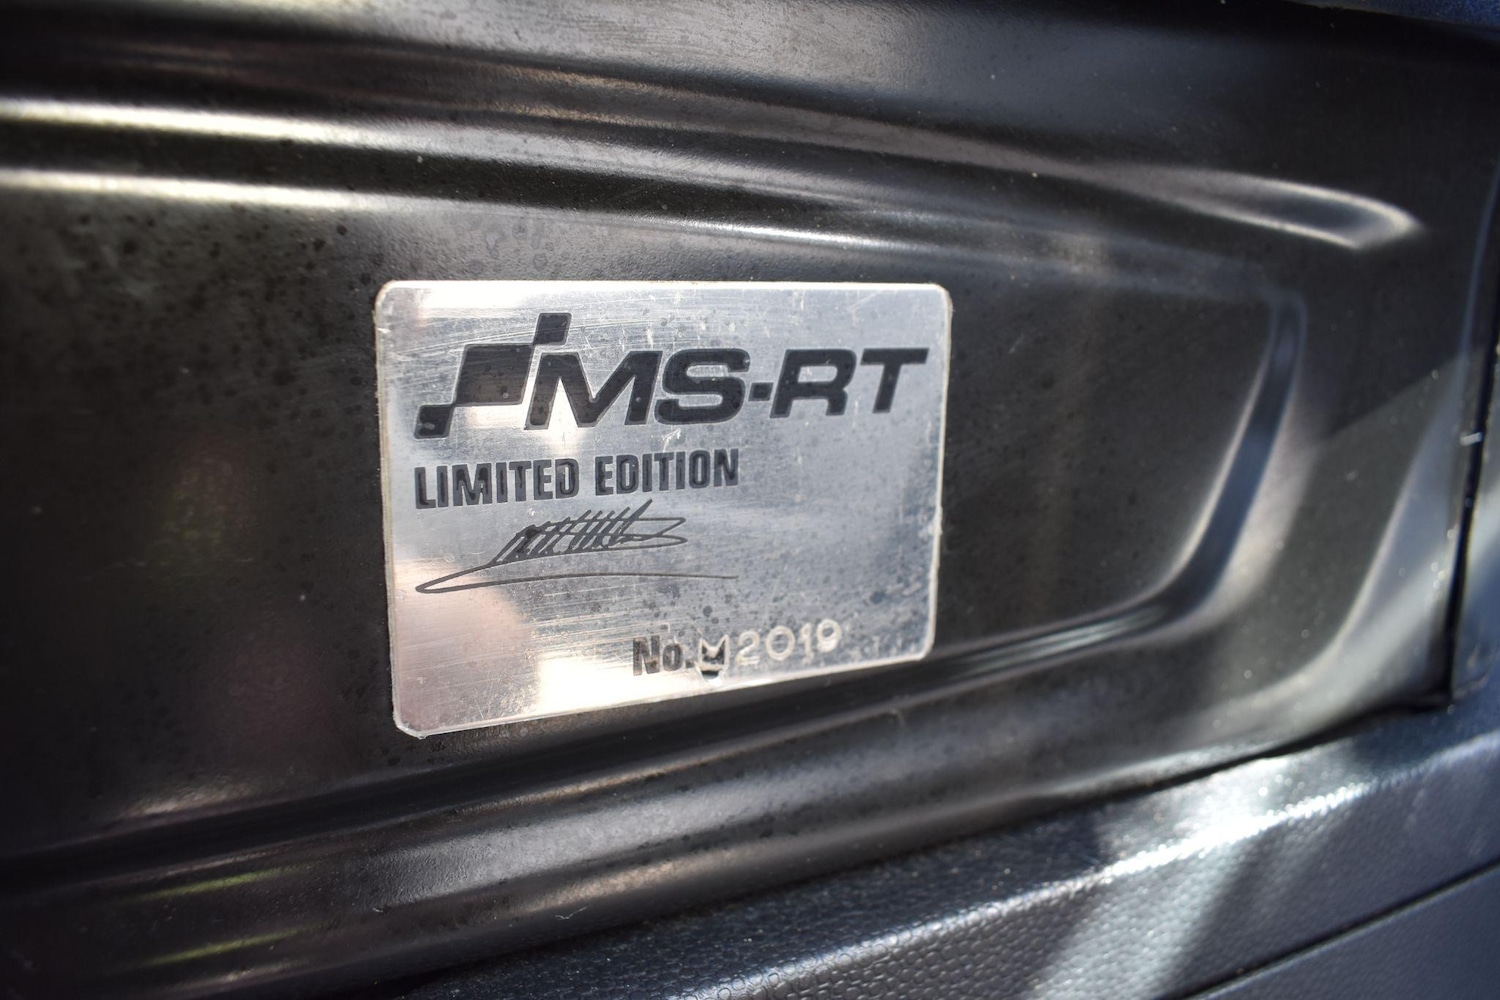 MS-RT
LIMITED EDITION
No. 2019